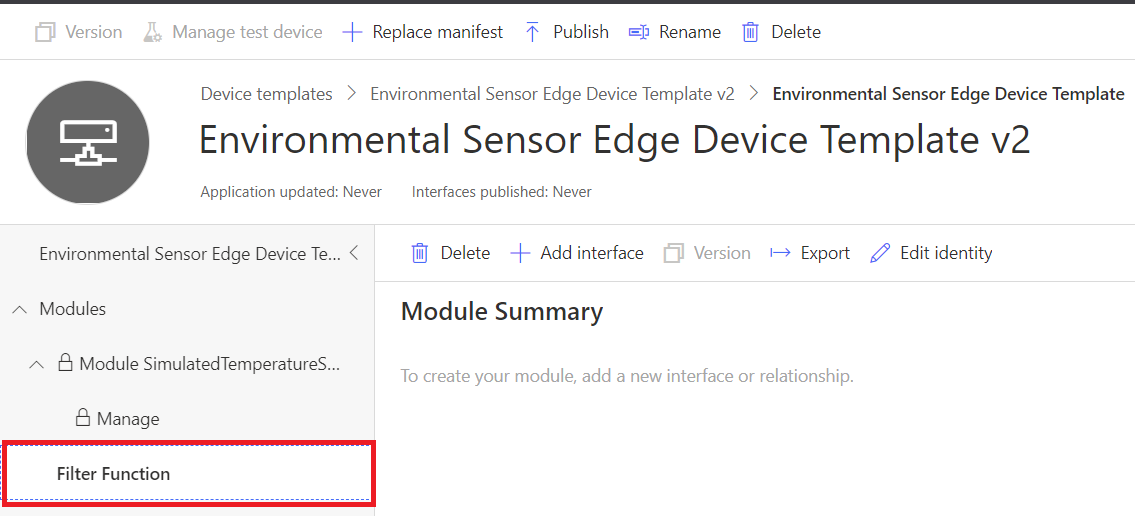 Version Manage test device Replace manifest Publish Rename Delete
Device templates > Environmental Sensor Edge Device Template v2 > Environmental Sensor Edge Device Template
Environmental Sensor Edge Device Template v2
Application updated: Never Interfaces published: Never
Environmental Sensor Edge Device Te...
Delete Add interface Version Export Edit identity
Modules
Module Summary
Module SimulatedTemperatureS...
To create your module, add a new interface or relationship.
Manage
Filter Function